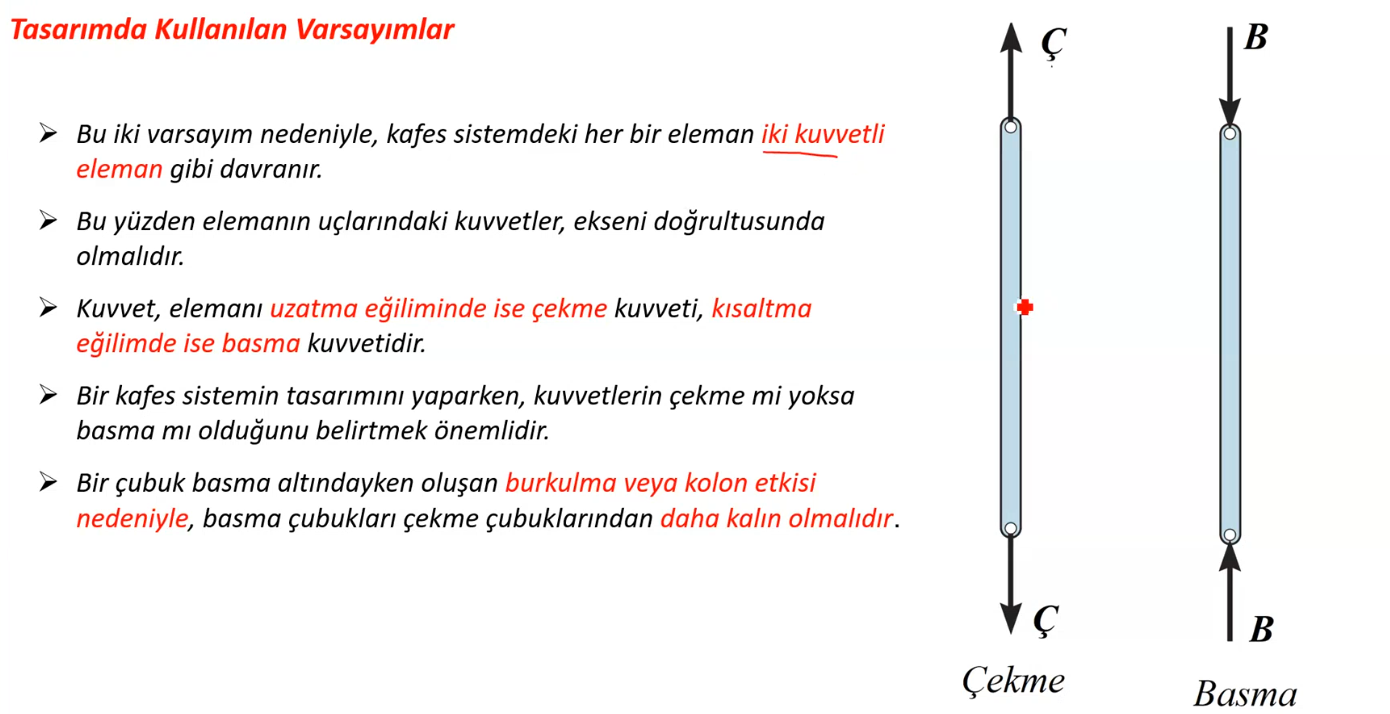 Tasarımda Kullanılan Varsayımlar
Bu iki varsayım nedeniyle, kafes sistemdeki her bir eleman iki kuvvetli
eleman gibi davranır.
Bu yüzden elemanın uçlarındaki kuvvetler, ekseni doğrultusunda
olmalıdır.
Kuvvet, elemanı uzatma eğiliminde ise çekme kuvveti, kısaltma
eğilimde ise basma kuvvetidir.
Bir kafes sistemin tasarımını yaparken, kuvvetlerin çekme mi yoksa
basma mı olduğunu belirtmek önemlidir.
Bir çubuk basma altındayken oluşan burkulma veya kolon etkisi
nedeniyle, basma çubukları çekme çubuklarından daha kalın olmalıdır.
Ç
Ç
Çekme
B
B
Basma